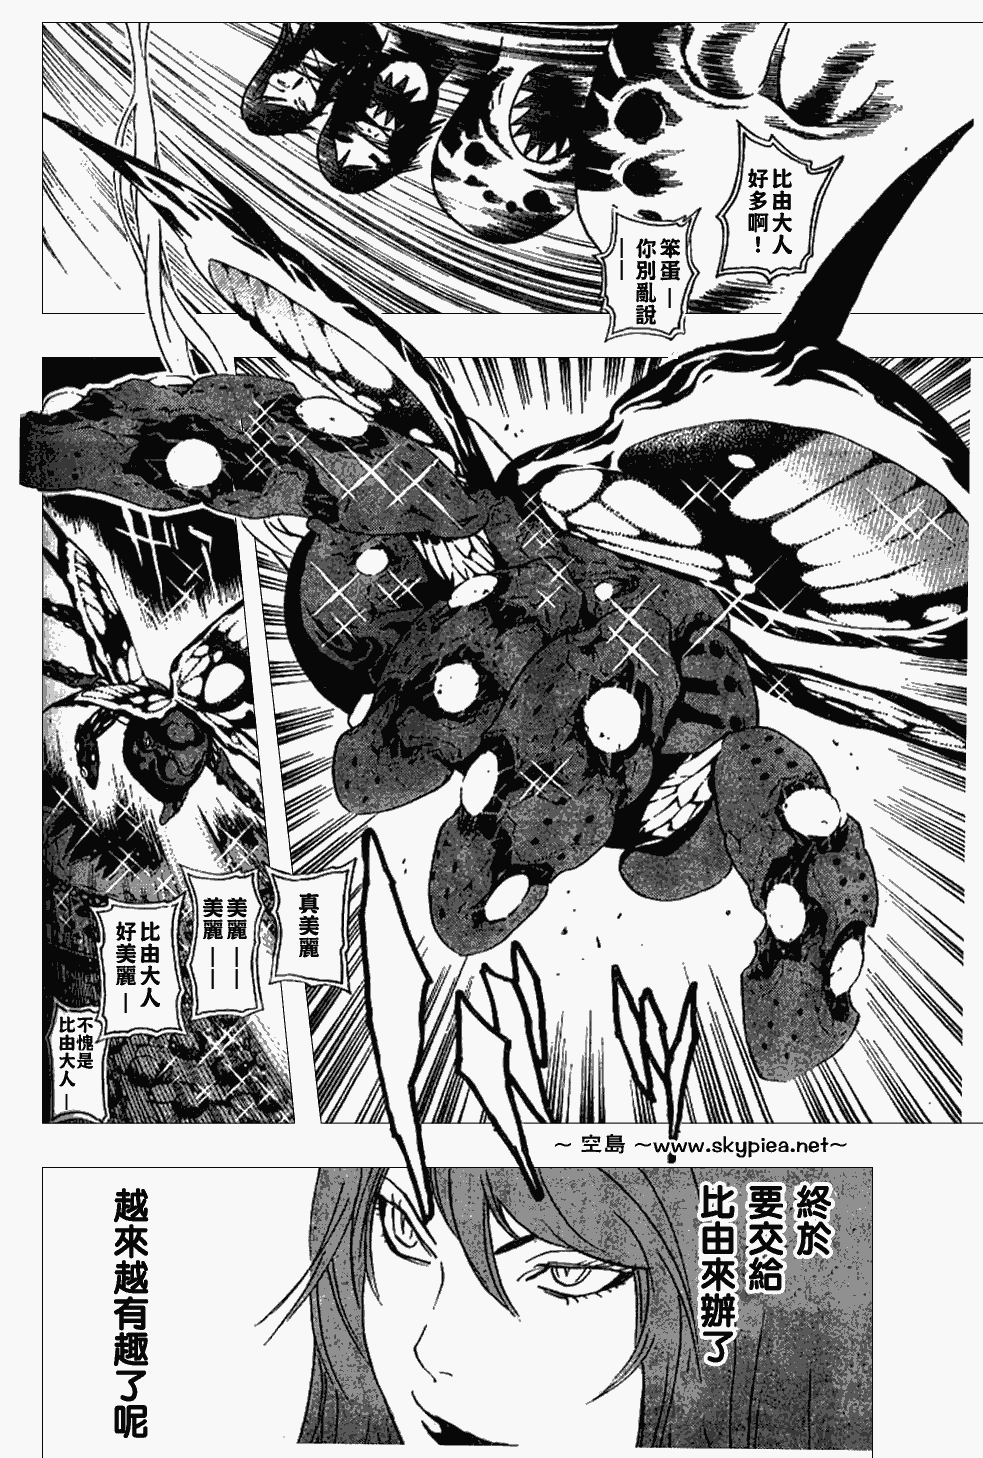 比由大人
好多啊！
笨蛋—
你別亂說
——
真美麗
美麗——
美麗——
比由大人
好美麗—
不愧是
比由大人—
～ 空島 ～www.skypiea.net～
終於
要交給
比由來辦了
越來越有趣了呢